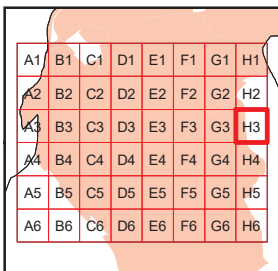 A1 B1 C1 D1 E1 F1 G1 H1
A2 B2 C2 D2 E2 F2 G2 H2
A3 B3 C3 D3 E3 F3 G3 H3
A4 B4 C4 D4 E4 F4 G4 H4
A5 B5 C5 D5 E5 F5 G5 H5
A6 B6 C6 D6 E6 F6 G6 H6